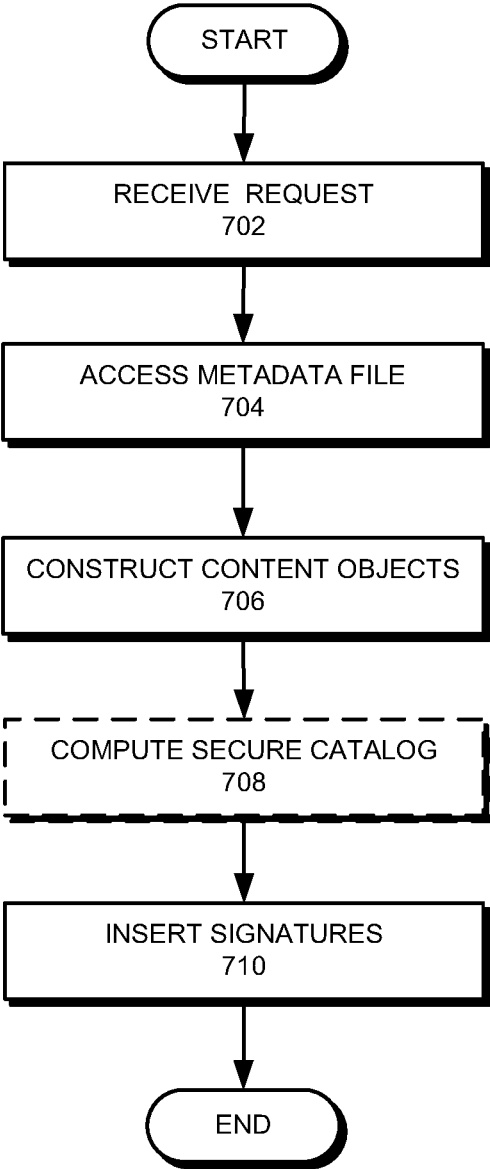 START
RECEIVE REQUEST
702
ACCESS METADATA FILE
704
CONSTRUCT CONTENT OBJECTS
706
COMPUTE SECURE CATALOG
708
INSERT SIGNATURES
710
END